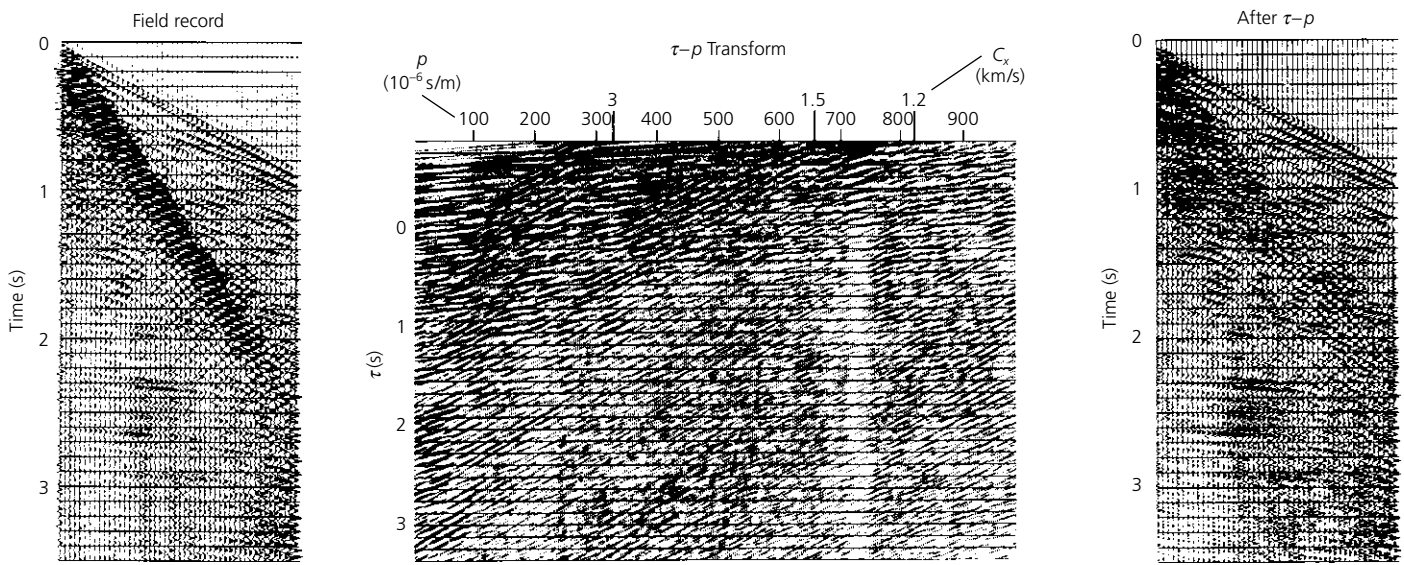 Field record
0
1
2
3
Time (s)
τ–p Transform
p
(10⁻⁶ s/m)
Cₓ
(km/s)
3 1.5 1.2
100 200 300 400 500 600 700 800 900
0
1
2
3
τ (s)
After τ–p
0
1
2
3
Time (s)